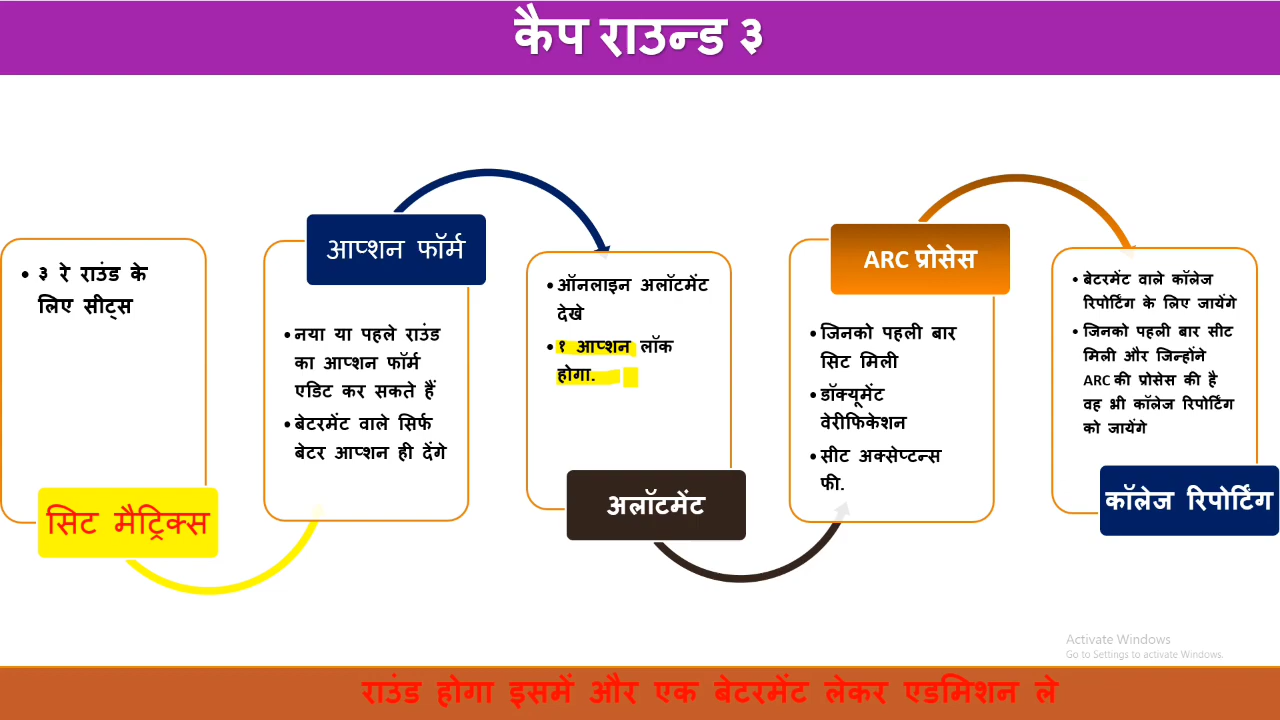 कैप राउन्ड ३
• ३ रे राउंड के
लिए सीट्स
सिट मैट्रिक्स
आप्शन फॉर्म
• नया या पहले राउंड
का आप्शन फॉर्म
एडिट कर सकते हैं
• बेटरमेंट वाले सिर्फ
बेटर आप्शन ही देंगे
• ऑनलाइन अलॉटमेंट
देखे
• १ आप्शन लॉक
होगा.
अलॉटमेंट
ARC प्रोसेस
• जिनको पहली बार
सिट मिली
• डॉक्यूमेंट
वेरीफिकेशन
• सीट अक्सेप्टन्स
फी.
• बेटरमेंट वाले कॉलेज
रिपोर्टिंग के लिए जायेंगे
• जिनको पहली बार सीट
मिली और जिन्होंने
ARC की प्रोसेस की है
वह भी कॉलेज रिपोर्टिंग
को जायेंगे
कॉलेज रिपोर्टिंग
Activate Windows
Go to Settings to activate Windows.
राउंड होगा इसमें और एक बेटरमेंट लेकर एडमिशन ले